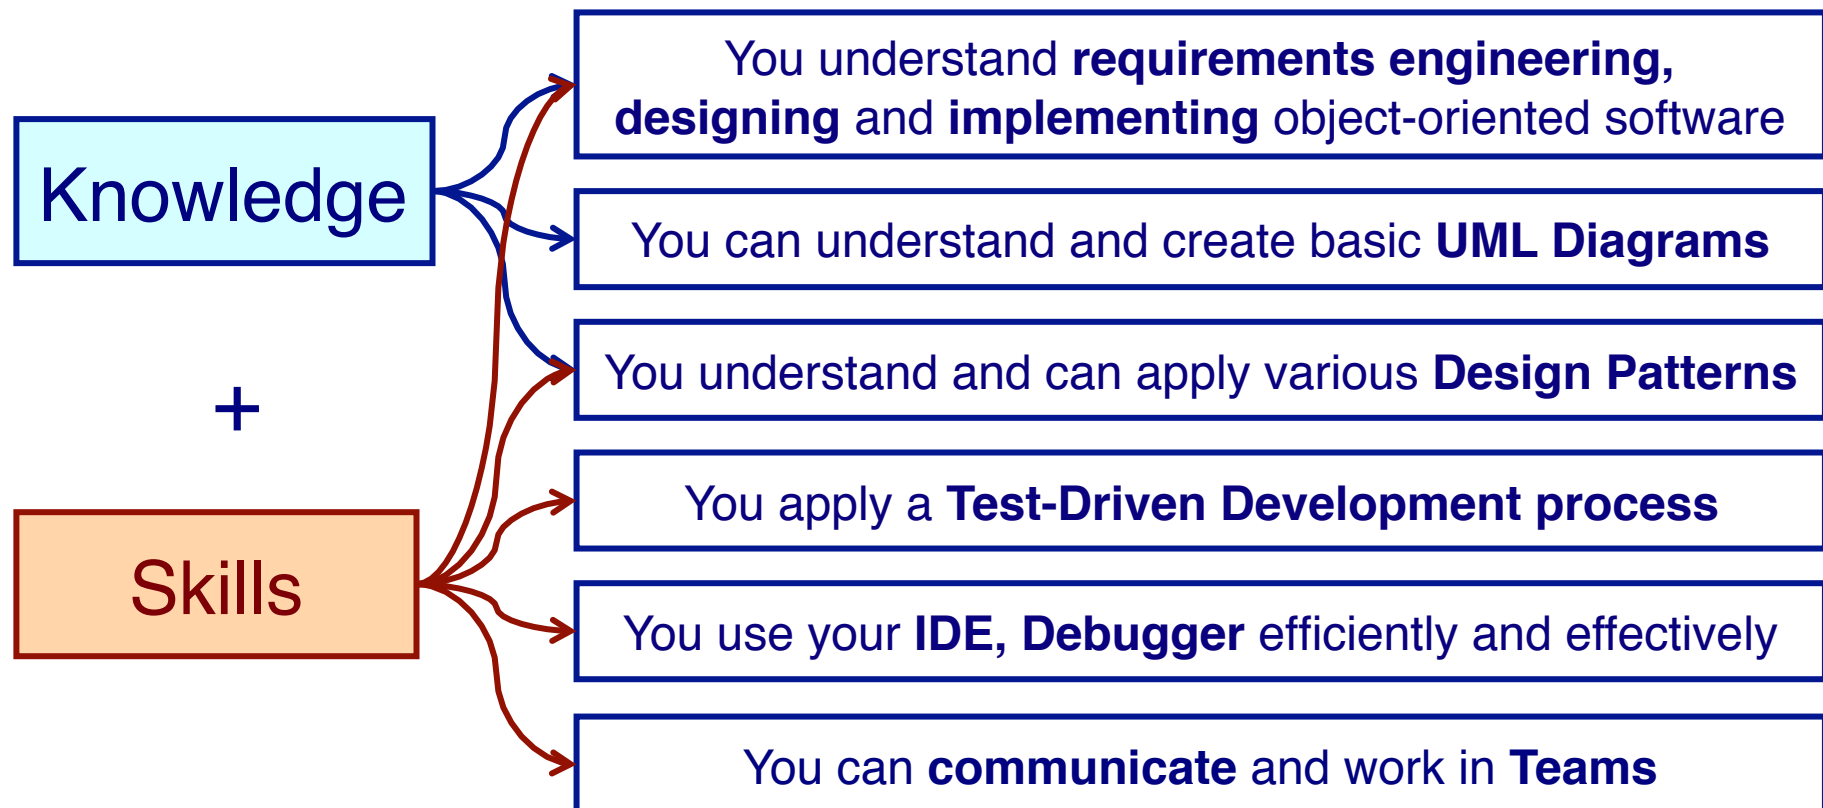 You understand requirements engineering,
designing and implementing object-oriented software
Knowledge
You can understand and create basic UML Diagrams
You understand and can apply various Design Patterns
+
You apply a Test-Driven Development process
Skills
You use your IDE, Debugger efficiently and effectively
You can communicate and work in Teams